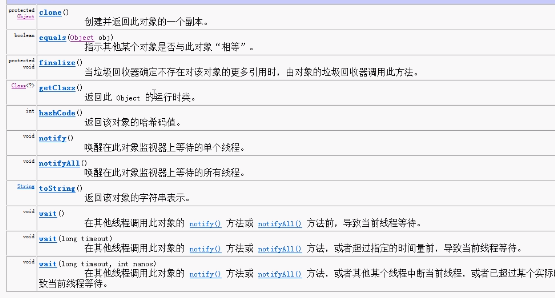 protected Object clone()
创建并返回此对象的一个副本。
boolean equals(Object obj)
指示其他某个对象是否与此对象“相等”。
protected void finalize()
当垃圾回收器确定不存在对该对象的更多引用时，由对象的垃圾回收器调用此方法。
Class<?> getClass()
返回此 Object 的运行时类。
int hashCode()
返回该对象的哈希码值。
void notify()
唤醒在此对象监视器上等待的单个线程。
void notifyAll()
唤醒在此对象监视器上等待的所有线程。
String toString()
返回该对象的字符串表示。
void wait()
在其他线程调用此对象的 notify() 方法或 notifyAll() 方法前，导致当前线程等待。
void wait(long timeout)
在其他线程调用此对象的 notify() 方法或 notifyAll() 方法，或者超过指定的时间量前，导致当前线程等待。
void wait(long timeout, int nanos)
在其他线程调用此对象的 notify() 方法或 notifyAll() 方法，或者其他某个线程中断当前线程，或者已超过某个实际
致当前线程等待。